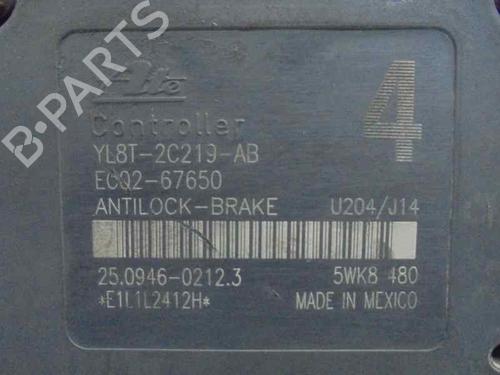 B-PARTS
Ate
4
Controller
YL8T-2C219-AB
EC02-67650
ANTILOCK-BRAKE U204/J14
25.0946-0212.3 5WK8 480
*E1L1L2412H* MADE IN MEXICO